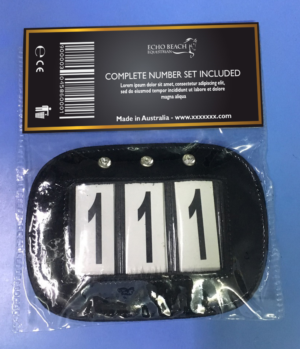 ECHO BEACH
EQUESTRIAN
COMPLETE NUMBER SET INCLUDED
Lorem ipsum dolor sit amet, consectetur adipiscing elit,
sed do eiusmod tempor incididunt ut labore et dolore
magna aliqua
Made in Australia - www.xxxxxxx.com
CE
1 1 1